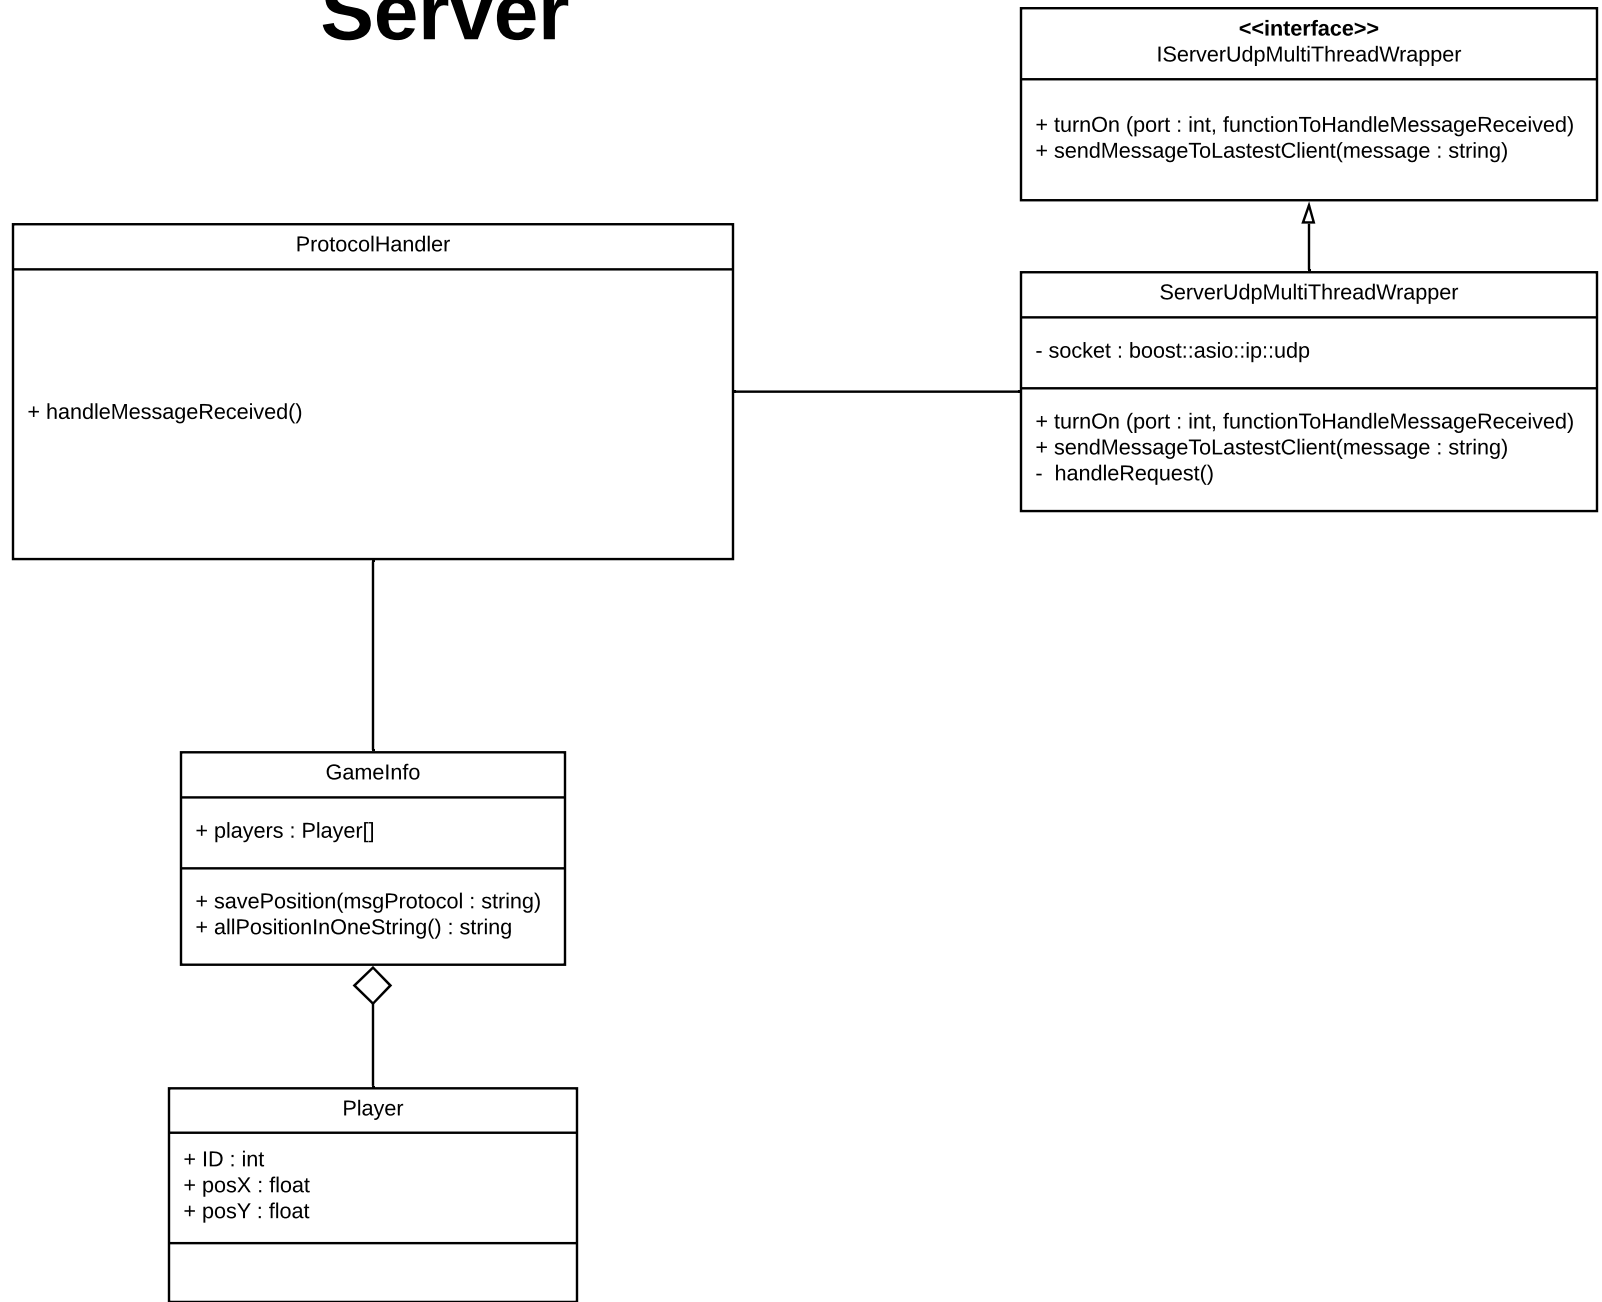 Server
<<interface>>
IServerUdpMultiThreadWrapper
+ turnOn (port : int, functionToHandleMessageReceived)
+ sendMessageToLastestClient(message : string)
ProtocolHandler
+ handleMessageReceived()
ServerUdpMultiThreadWrapper
- socket : boost::asio::ip::udp
+ turnOn (port : int, functionToHandleMessageReceived)
+ sendMessageToLastestClient(message : string)
- handleRequest()
GameInfo
+ players : Player[]
+ savePosition(msgProtocol : string)
+ allPositionInOneString() : string
Player
+ ID : int
+ posX : float
+ posY : float